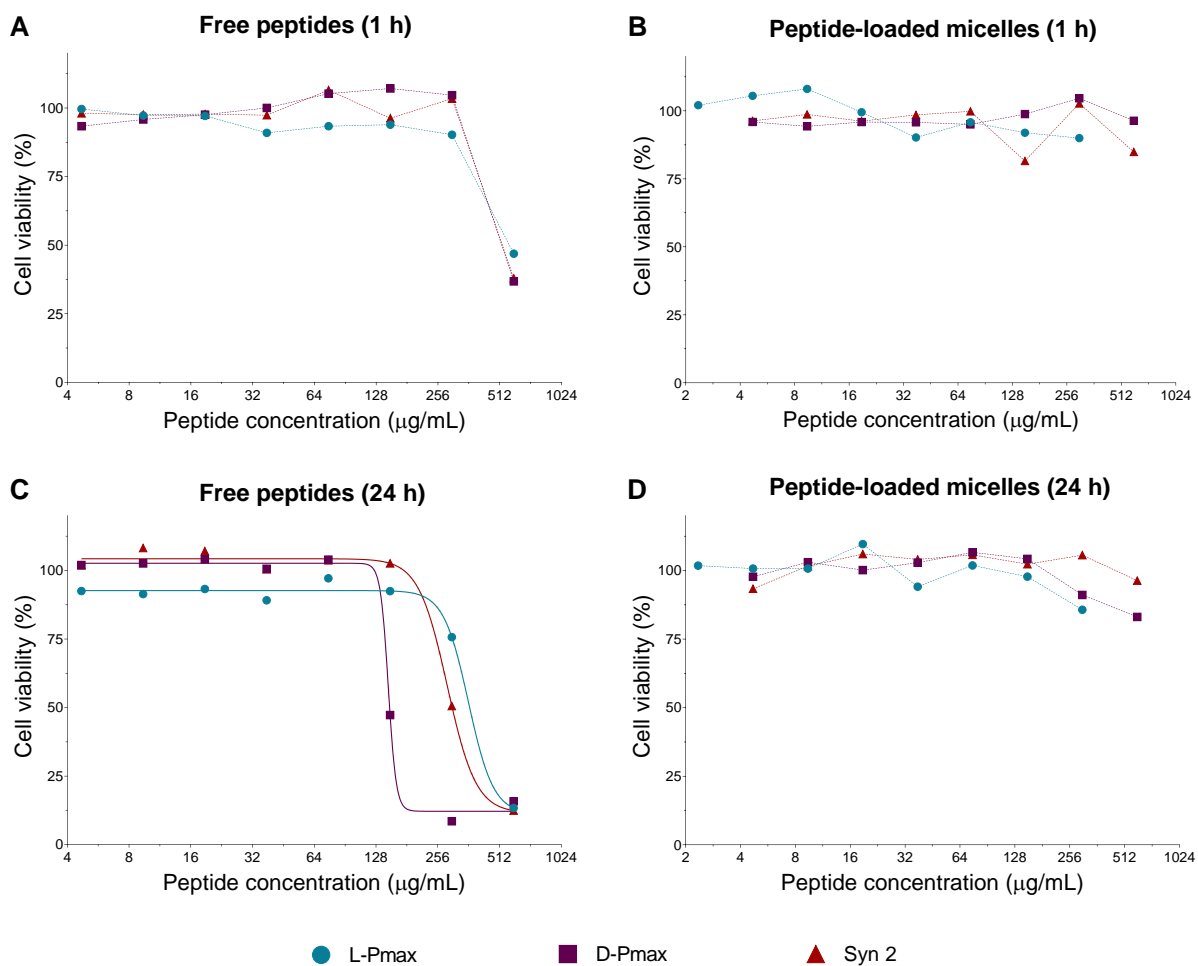 A
Free peptides (1 h)
Cell viability (%)
100
75
50
25
0
4 8 16 32 64 128 256 512 1024
Peptide concentration (μg/mL)
B
Peptide-loaded micelles (1 h)
Cell viability (%)
100
75
50
25
0
2 4 8 16 32 64 128 256 512 1024
Peptide concentration (μg/mL)
C
Free peptides (24 h)
Cell viability (%)
100
75
50
25
0
4 8 16 32 64 128 256 512 1024
Peptide concentration (μg/mL)
D
Peptide-loaded micelles (24 h)
Cell viability (%)
100
75
50
25
0
2 4 8 16 32 64 128 256 512 1024
Peptide concentration (μg/mL)
L-Pmax D-Pmax Syn 2